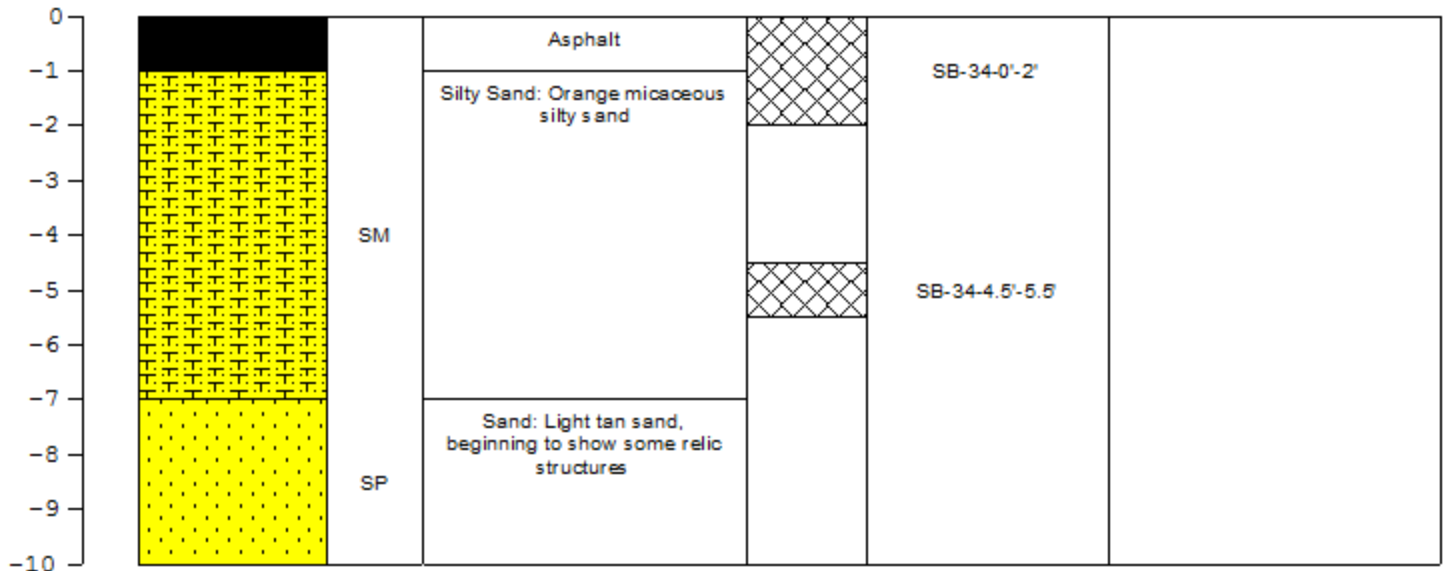 0
Asphalt
-1
SB-34-0'-2'
Silty Sand: Orange micaceous
silty sand
-2
-3
-4
SM
-5
SB-34-4.5'-5.5'
-6
-7
Sand: Light tan sand,
beginning to show some relic
structures
-8
SP
-9
-10